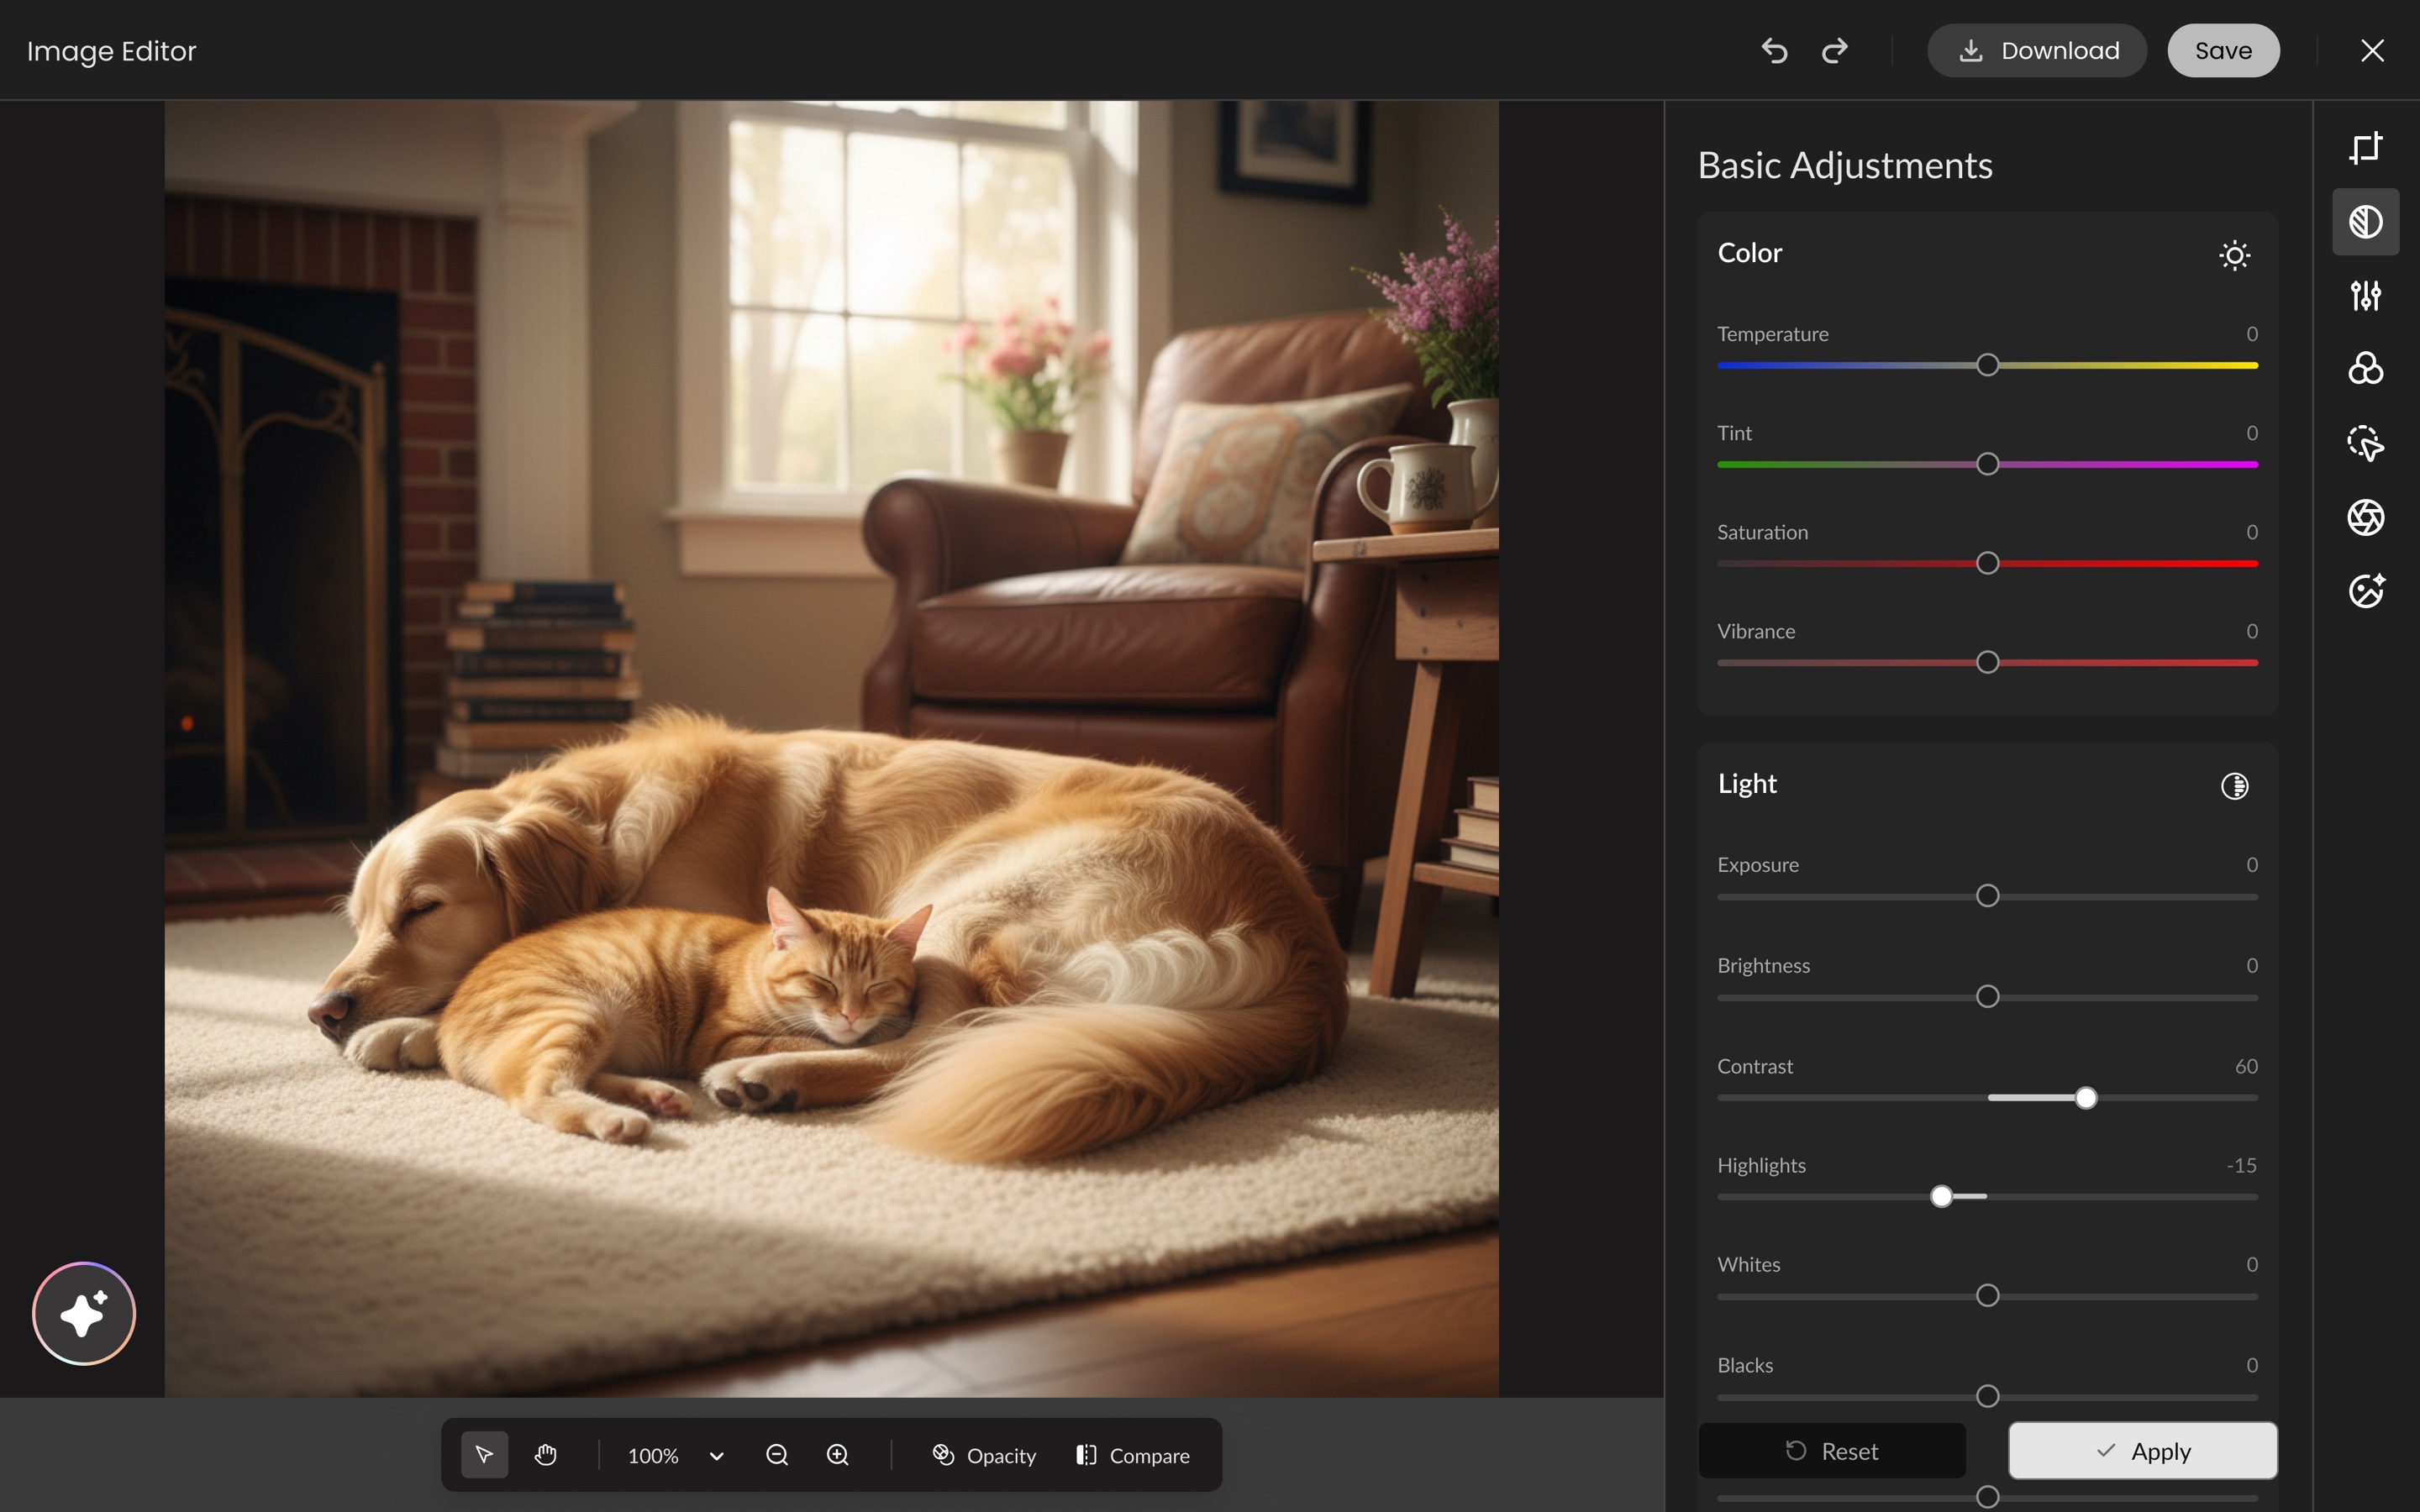 Image Editor
Download
Save
Basic Adjustments
Color
Temperature 0
Tint 0
Saturation 0
Vibrance 0
Light
Exposure 0
Brightness 0
Contrast 60
Highlights -15
Whites 0
Blacks 0
Reset
Apply
100%
Opacity
Compare